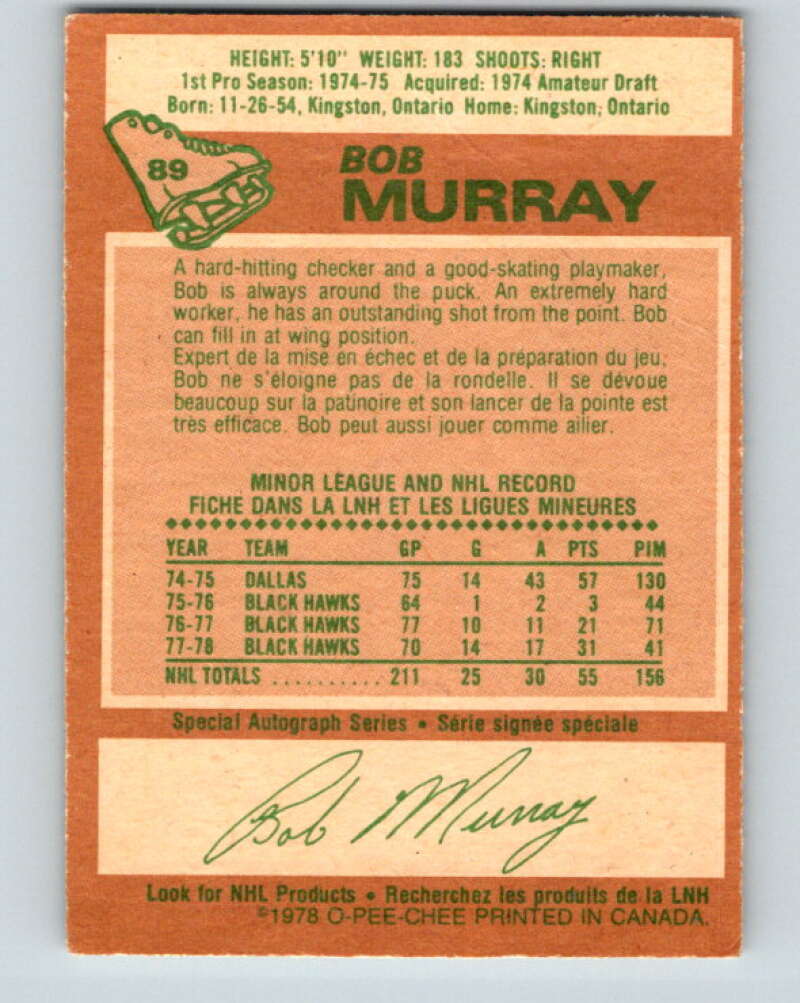 HEIGHT: 5'10" WEIGHT: 183 SHOOTS: RIGHT
1st Pro Season: 1974-75 Acquired: 1974 Amateur Draft
Born: 11-26-54, Kingston, Ontario Home: Kingston, Ontario
89
BOB
MURRAY
A hard-hitting checker and a good-skating playmaker,
Bob is always around the puck. An extremely hard
worker, he has an outstanding shot from the point. Bob
can fill in at wing position.
Expert de la mise en échec et de la préparation du jeu,
Bob ne s'éloigne pas de la rondelle. Il se dévoue
beaucoup sur la patinoire et son lancer de la pointe est
très efficace. Bob peut aussi jouer comme ailier.
MINOR LEAGUE AND NHL RECORD
FICHE DANS LA LNH ET LES LIGUES MINEURES
YEAR TEAM GP G A PTS PIM
74-75 DALLAS 75 14 43 57 130
75-76 BLACK HAWKS 64 1 2 3 44
76-77 BLACK HAWKS 77 10 11 21 71
77-78 BLACK HAWKS 70 14 17 31 41
NHL TOTALS .......... 211 25 30 55 156
Special Autograph Series • Série signée spéciale
Bob Murray
Look for NHL Products • Recherchez les produits de la LNH
©1978 O-PEE-CHEE PRINTED IN CANADA.